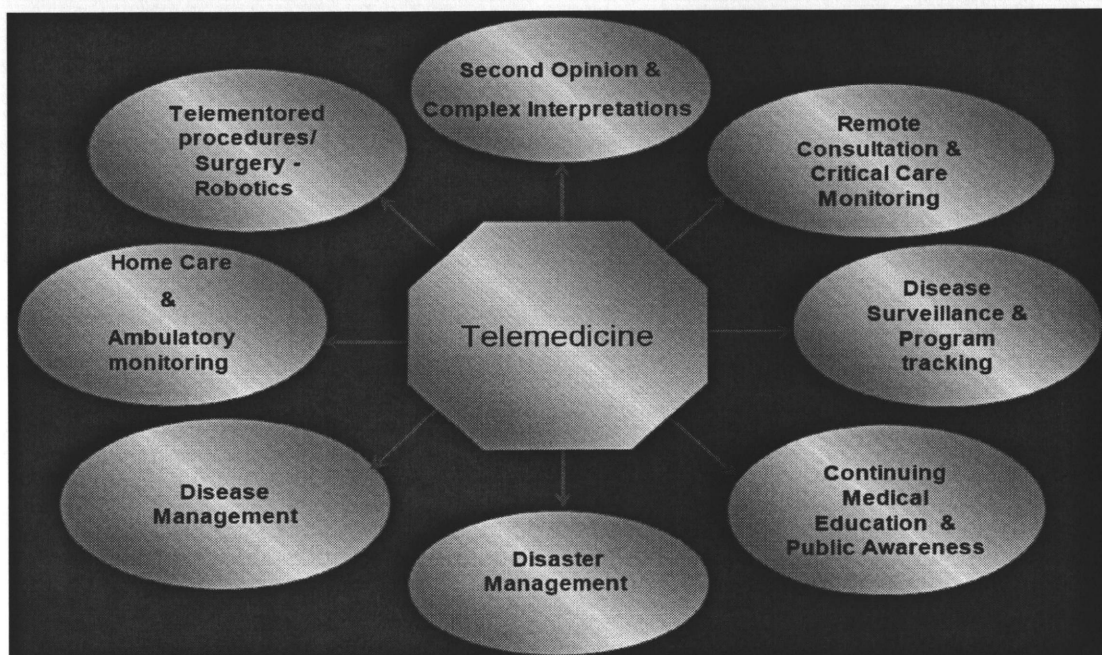 Second Opinion &
Complex Interpretations
Telementored
procedures/
Surgery -
Robotics
Remote
Consultation &
Critical Care
Monitoring
Home Care
&
Ambulatory
monitoring
Telemedicine
Disease
Surveillance &
Program
tracking
Disease
Management
Continuing
Medical
Education &
Public Awareness
Disaster
Management